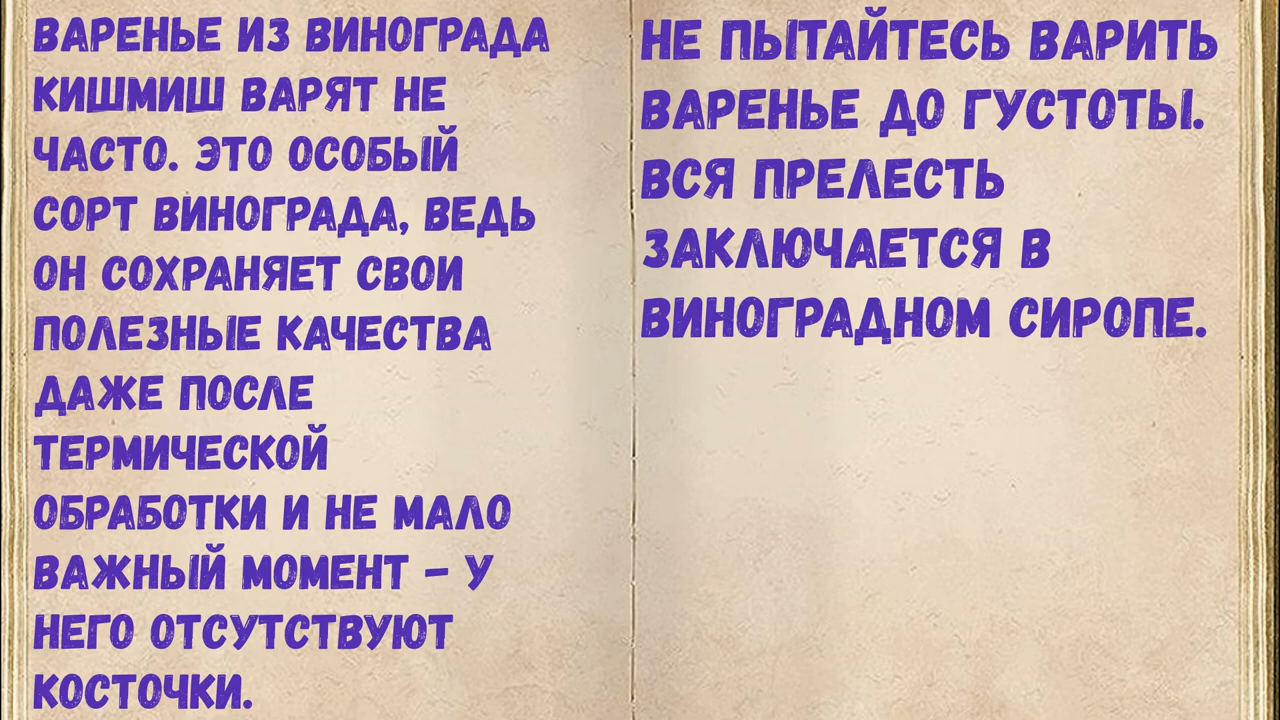 ВАРЕНЬЕ ИЗ ВИНОГРАДА
КИШМИШ ВАРЯТ НЕ
ЧАСТО. ЭТО ОСОБЫЙ
СОРТ ВИНОГРАДА, ВЕДЬ
ОН СОХРАНЯЕТ СВОИ
ПОЛЕЗНЫЕ КАЧЕСТВА
ДАЖЕ ПОСЛЕ
ТЕРМИЧЕСКОЙ
ОБРАБОТКИ И НЕ МАЛО
ВАЖНЫЙ МОМЕНТ – У
НЕГО ОТСУТСТВУЮТ
КОСТОЧКИ.
НЕ ПЫТАЙТЕСЬ ВАРИТЬ
ВАРЕНЬЕ ДО ГУСТОТЫ.
ВСЯ ПРЕЛЕСТЬ
ЗАКЛЮЧАЕТСЯ В
ВИНОГРАДНОМ СИРОПЕ.